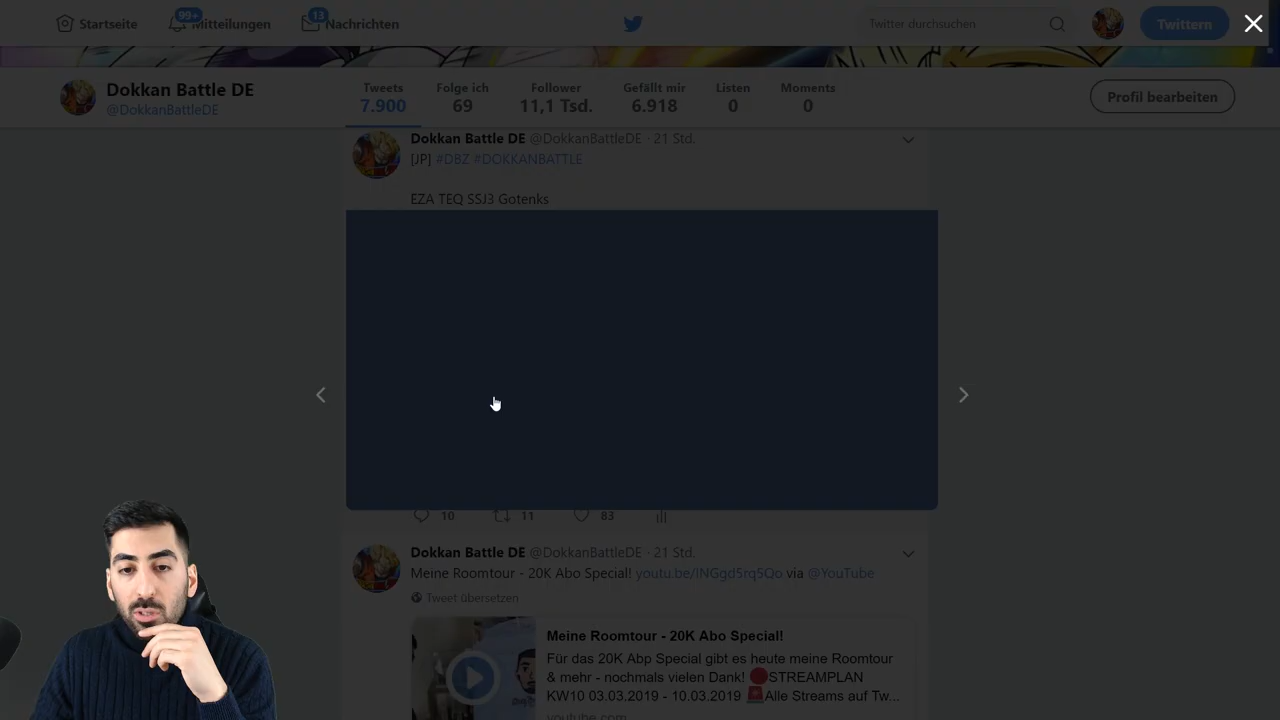 Startseite
99+
Mitteilungen
13
Nachrichten
Twitter durchsuchen
Twittern
Dokkan Battle DE
@DokkanBattleDE
Tweets
7.900
Folge ich
69
Follower
11,1 Tsd.
Gefällt mir
6.918
Listen
0
Moments
0
Profil bearbeiten
Dokkan Battle DE @DokkanBattleDE · 21 Std.
[JP] #DBZ #DOKKANBATTLE
EZA TEQ SSJ3 Gotenks
10
11
83
Dokkan Battle DE @DokkanBattleDE · 21 Std.
Meine Roomtour - 20K Abo Special! youtu.be/lNGgd5rq5Qo via @YouTube
Tweet übersetzen
Meine Roomtour - 20K Abo Special!
Für das 20K Abp Special gibt es heute meine Roomtour
& mehr - nochmals vielen Dank! 🔴STREAMPLAN
KW10 03.03.2019 - 10.03.2019 🚨Alle Streams auf Tw...
youtube.com